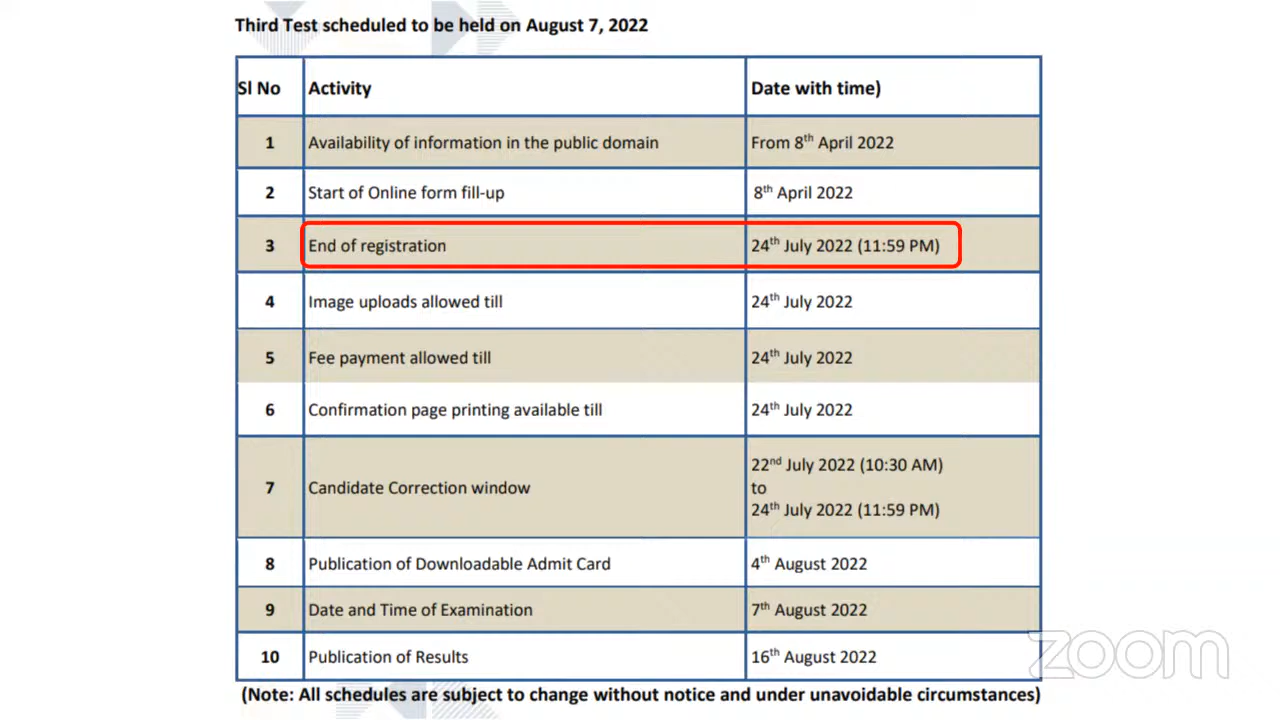 Third Test scheduled to be held on August 7, 2022
Sl No Activity Date with time)
1 Availability of information in the public domain From 8th April 2022
2 Start of Online form fill-up 8th April 2022
3 End of registration 24th July 2022 (11:59 PM)
4 Image uploads allowed till 24th July 2022
5 Fee payment allowed till 24th July 2022
6 Confirmation page printing available till 24th July 2022
7 Candidate Correction window 22nd July 2022 (10:30 AM)
to
24th July 2022 (11:59 PM)
8 Publication of Downloadable Admit Card 4th August 2022
9 Date and Time of Examination 7th August 2022
10 Publication of Results 16th August 2022
zoom
(Note: All schedules are subject to change without notice and under unavoidable circumstances)